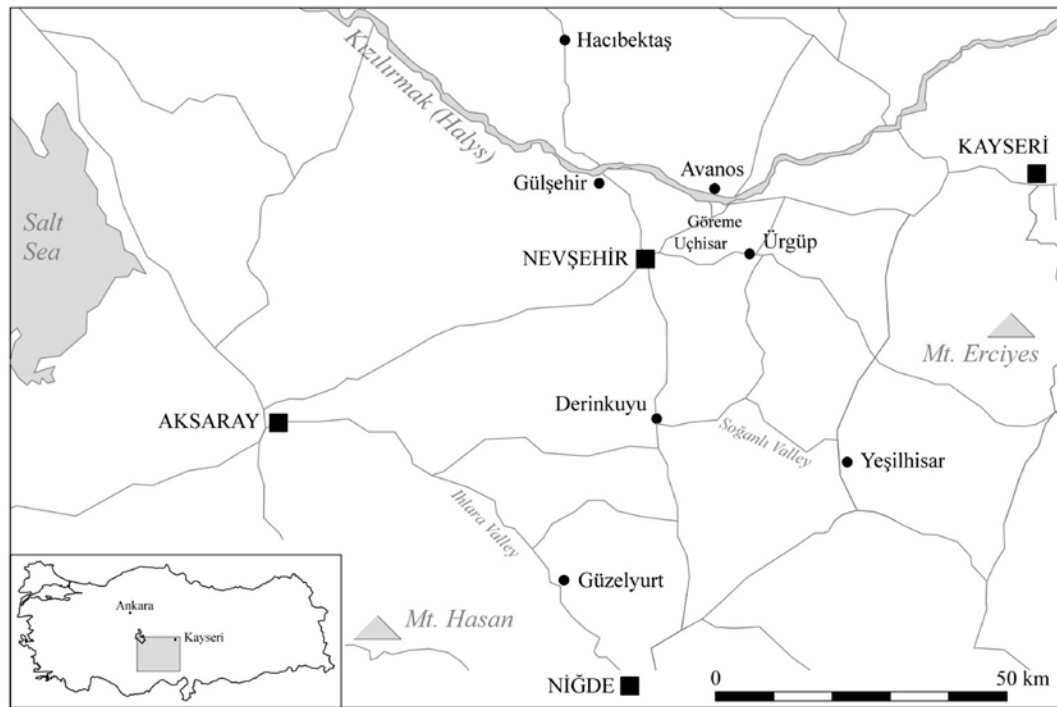 Hacıbektaş
Kızılırmak (Halys)
KAYSERİ
Avanos
Gülşehir
Salt
Sea
Göreme
Uçhisar
Ürgüp
NEVŞEHİR
Mt. Erciyes
Derinkuyu
AKSARAY
Soğanlı Valley
Yeşilhisar
Ihlara Valley
Güzelyurt
Ankara
Kayseri
Mt. Hasan
NİĞDE
0
50 km